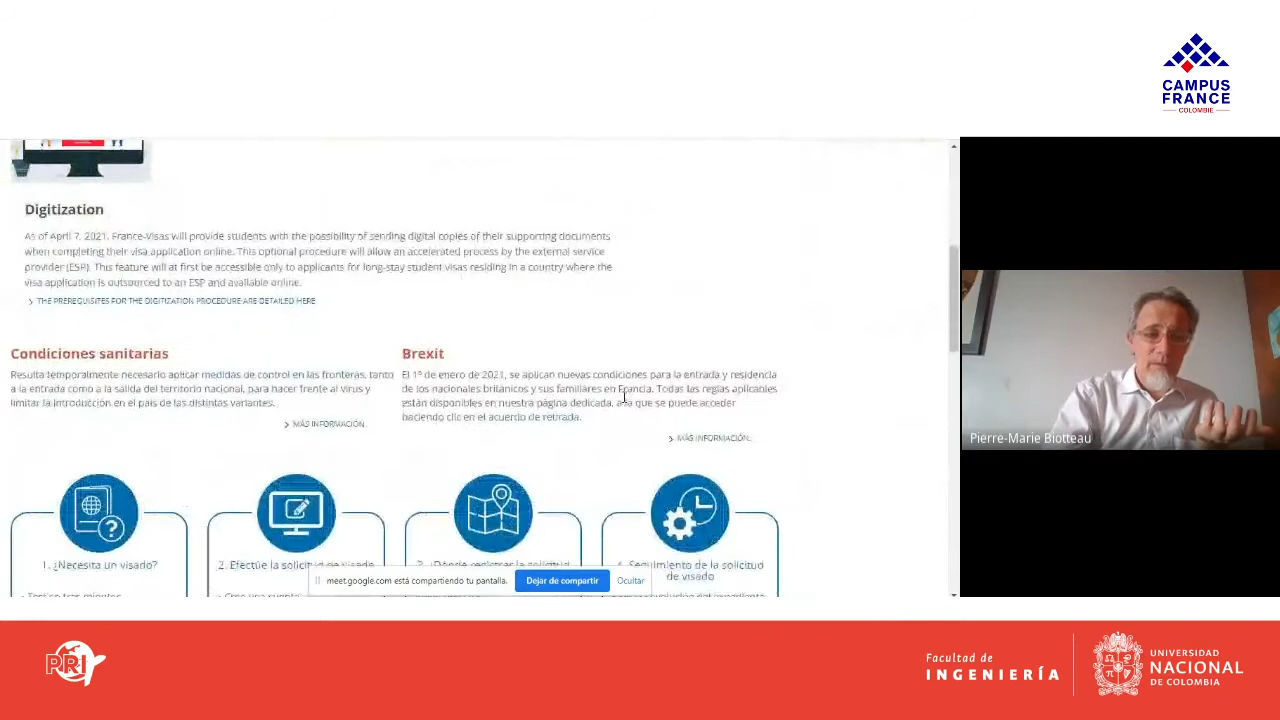 CAMPUS
FRANCE
COLOMBIE
Digitization
As of April 7, 2021, France-Visas will provide students with the possibility of sending digital copies of their supporting documents
when completing their visa application online. This optional procedure will allow an accelerated process by the external service
provider (ESP). This feature will at first be accessible only to applicants for long-stay student visas residing in a country where the
visa application is outsourced to an ESP and available online.
THE PREREQUISITES FOR THE DIGITIZATION PROCEDURE ARE DETAILED HERE
Condiciones sanitarias
Resulta temporalmente necesario aplicar medidas de control en las fronteras, tanto
a la entrada como a la salida del territorio nacional, para hacer frente al virus y
limitar la introducción en el país de las distintas variantes.
MÁS INFORMACIÓN
Brexit
El 1º de enero de 2021, se aplican nuevas condiciones para la entrada y residencia
de los nacionales británicos y sus familiares en Francia. Todas las reglas aplicables
están disponibles en nuestra página dedicada, a la que se puede acceder
haciendo clic en el acuerdo de retirada.
MÁS INFORMACIÓN.
1. ¿Necesita un visado?
2. Efectúe la solicitud de visado
3. ¿Dónde registrar la solicitud
4. Seguimiento de la solicitud
de visado
meet.google.com está compartiendo tu pantalla.
Dejar de compartir
Ocultar
Pierre-Marie Biotteau
PRI
Facultad de
INGENIERÍA
UNIVERSIDAD
NACIONAL
DE COLOMBIA